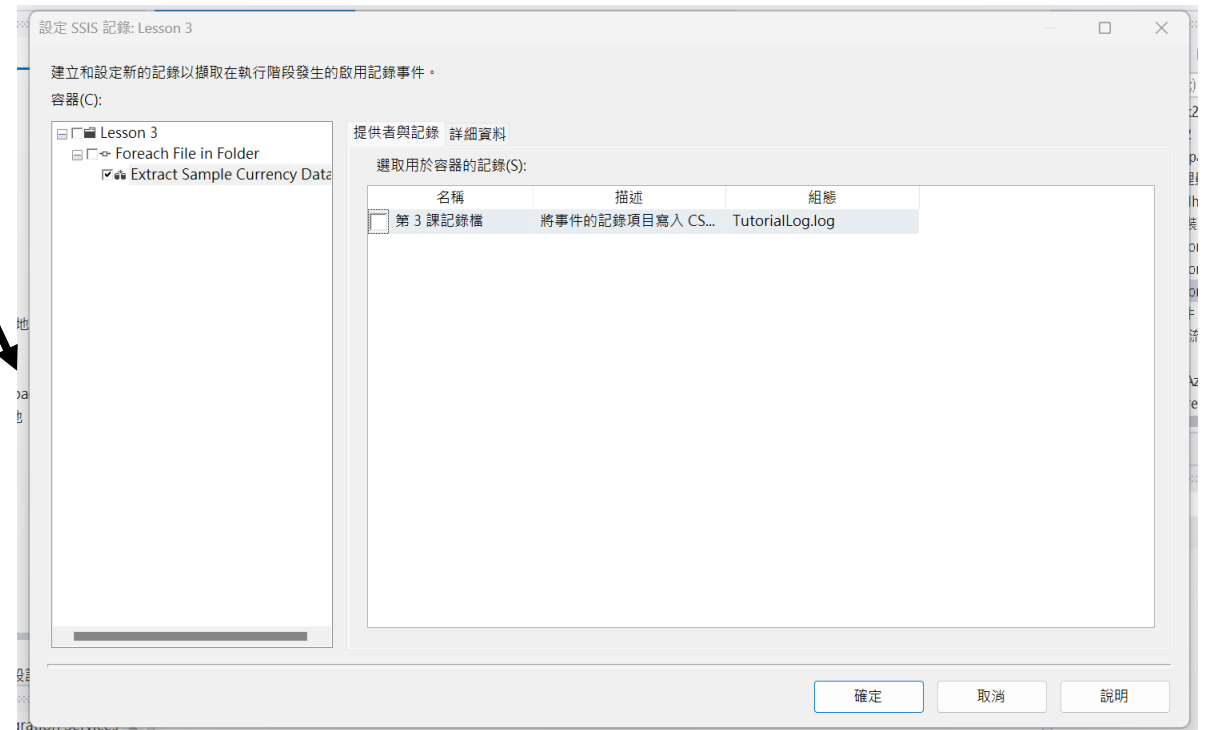 設定 SSIS 記錄: Lesson 3
建立和設定新的記錄以擷取在執行階段發生的啟用記錄事件。
容器(C):
Lesson 3
Foreach File in Folder
Extract Sample Currency Data
提供者與記錄 詳細資料
選取用於容器的記錄(S):
名稱 描述 組態
第 3 課記錄檔 將事件的記錄項目寫入 CS... TutorialLog.log
地
確定 取消 說明